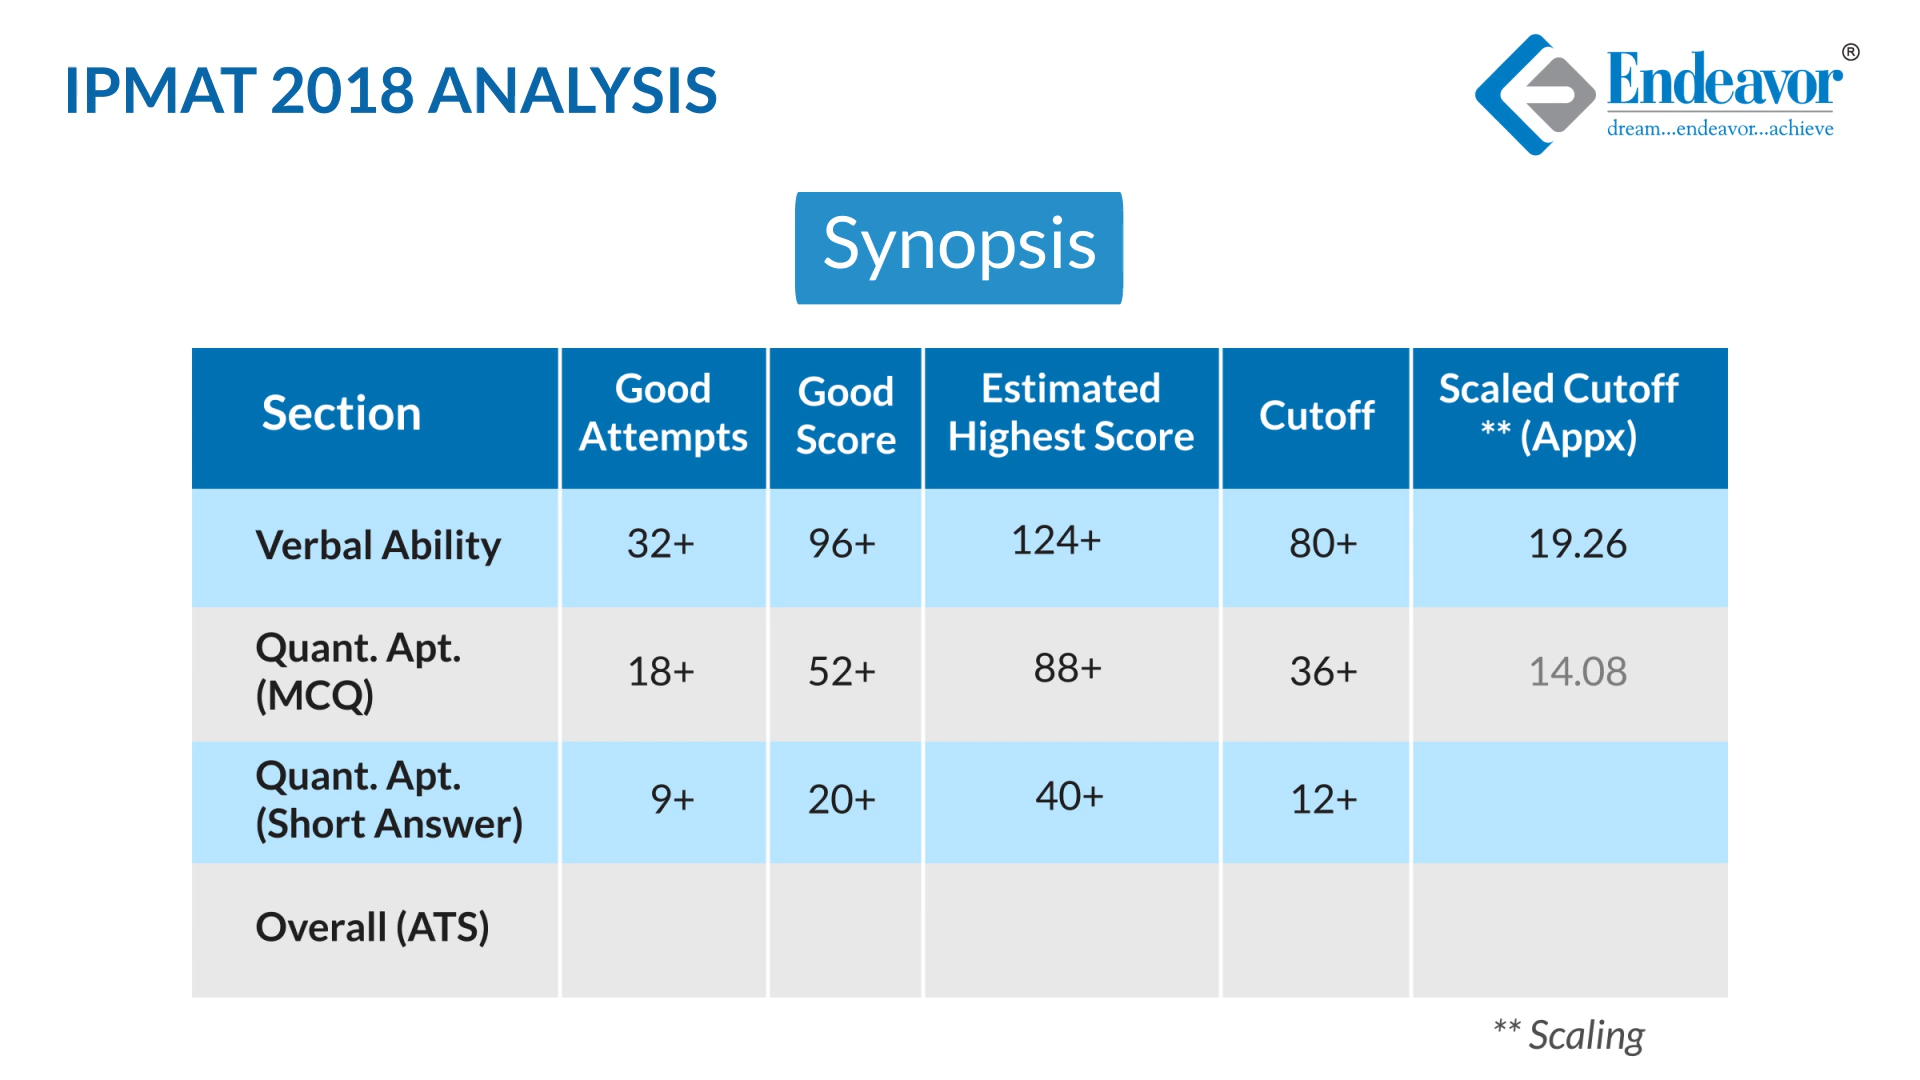 IPMAT 2018 ANALYSIS
Endeavor®
dream...endeavor...achieve
Synopsis
Section
Good
Attempts
Good
Score
Estimated
Highest Score
Cutoff
Scaled Cutoff
** (Appx)
Verbal Ability
32+
96+
124+
80+
19.26
Quant. Apt.
(MCQ)
18+
52+
88+
36+
14.08
Quant. Apt.
(Short Answer)
9+
20+
40+
12+
Overall (ATS)
** Scaling